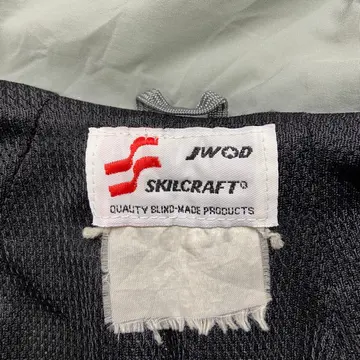 JWOD
SKILCRAFT®
QUALITY BLIND-MADE PRODUCTS